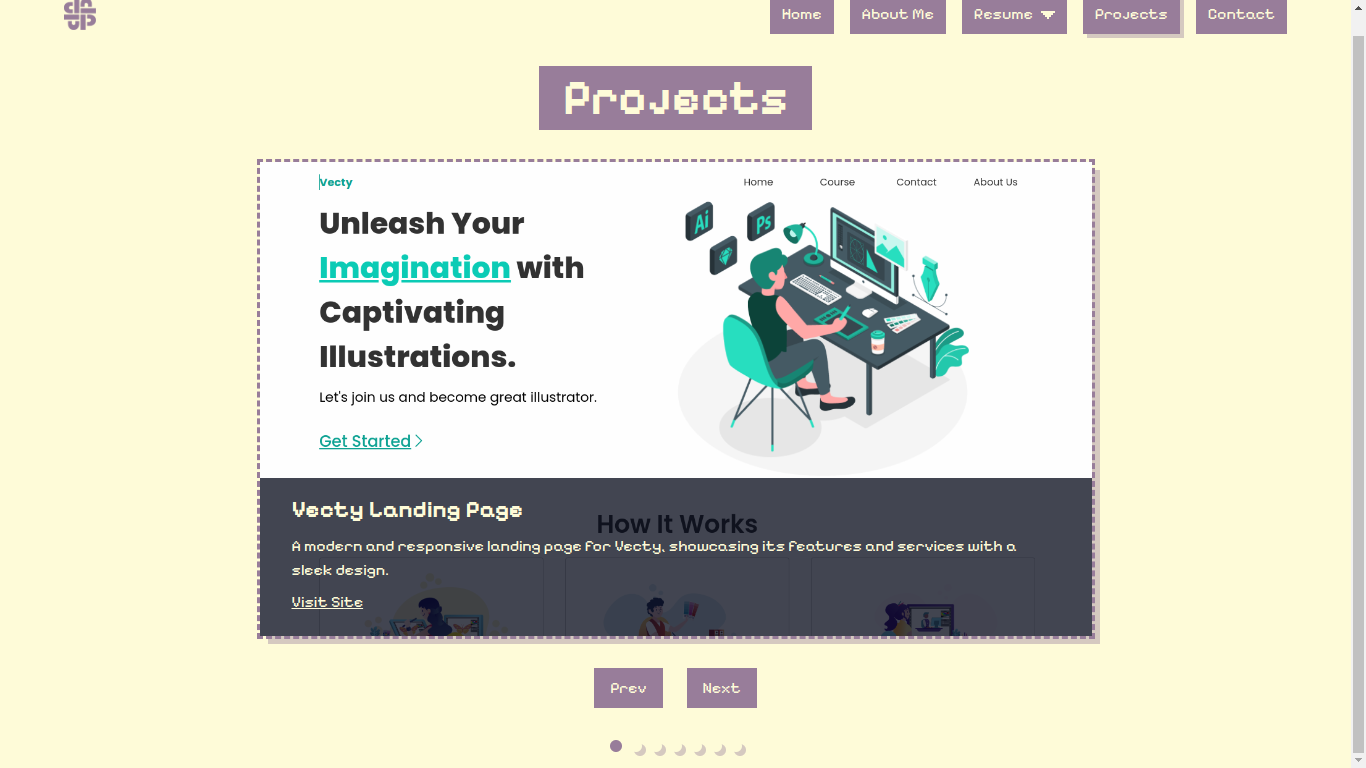 Home About Me Resume Projects Contact
Projects
Vecty Home Course Contact About Us
Unleash Your
Imagination with
Captivating
Illustrations.
Let's join us and become great illustrator.
Get Started
Ai Ps
Vecty Landing Page
How It Works
A modern and responsive landing page for Vecty, showcasing its features and services with a
sleek design.
Visit Site
Prev Next